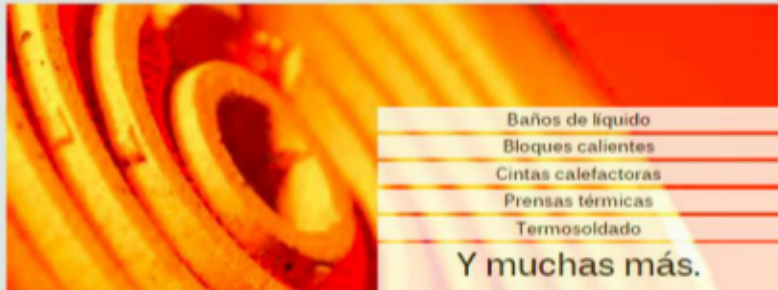 Baños de líquido
Bloques calientes
Cintas calefactoras
Prensas térmicas
Termosoldado
Y muchas más.